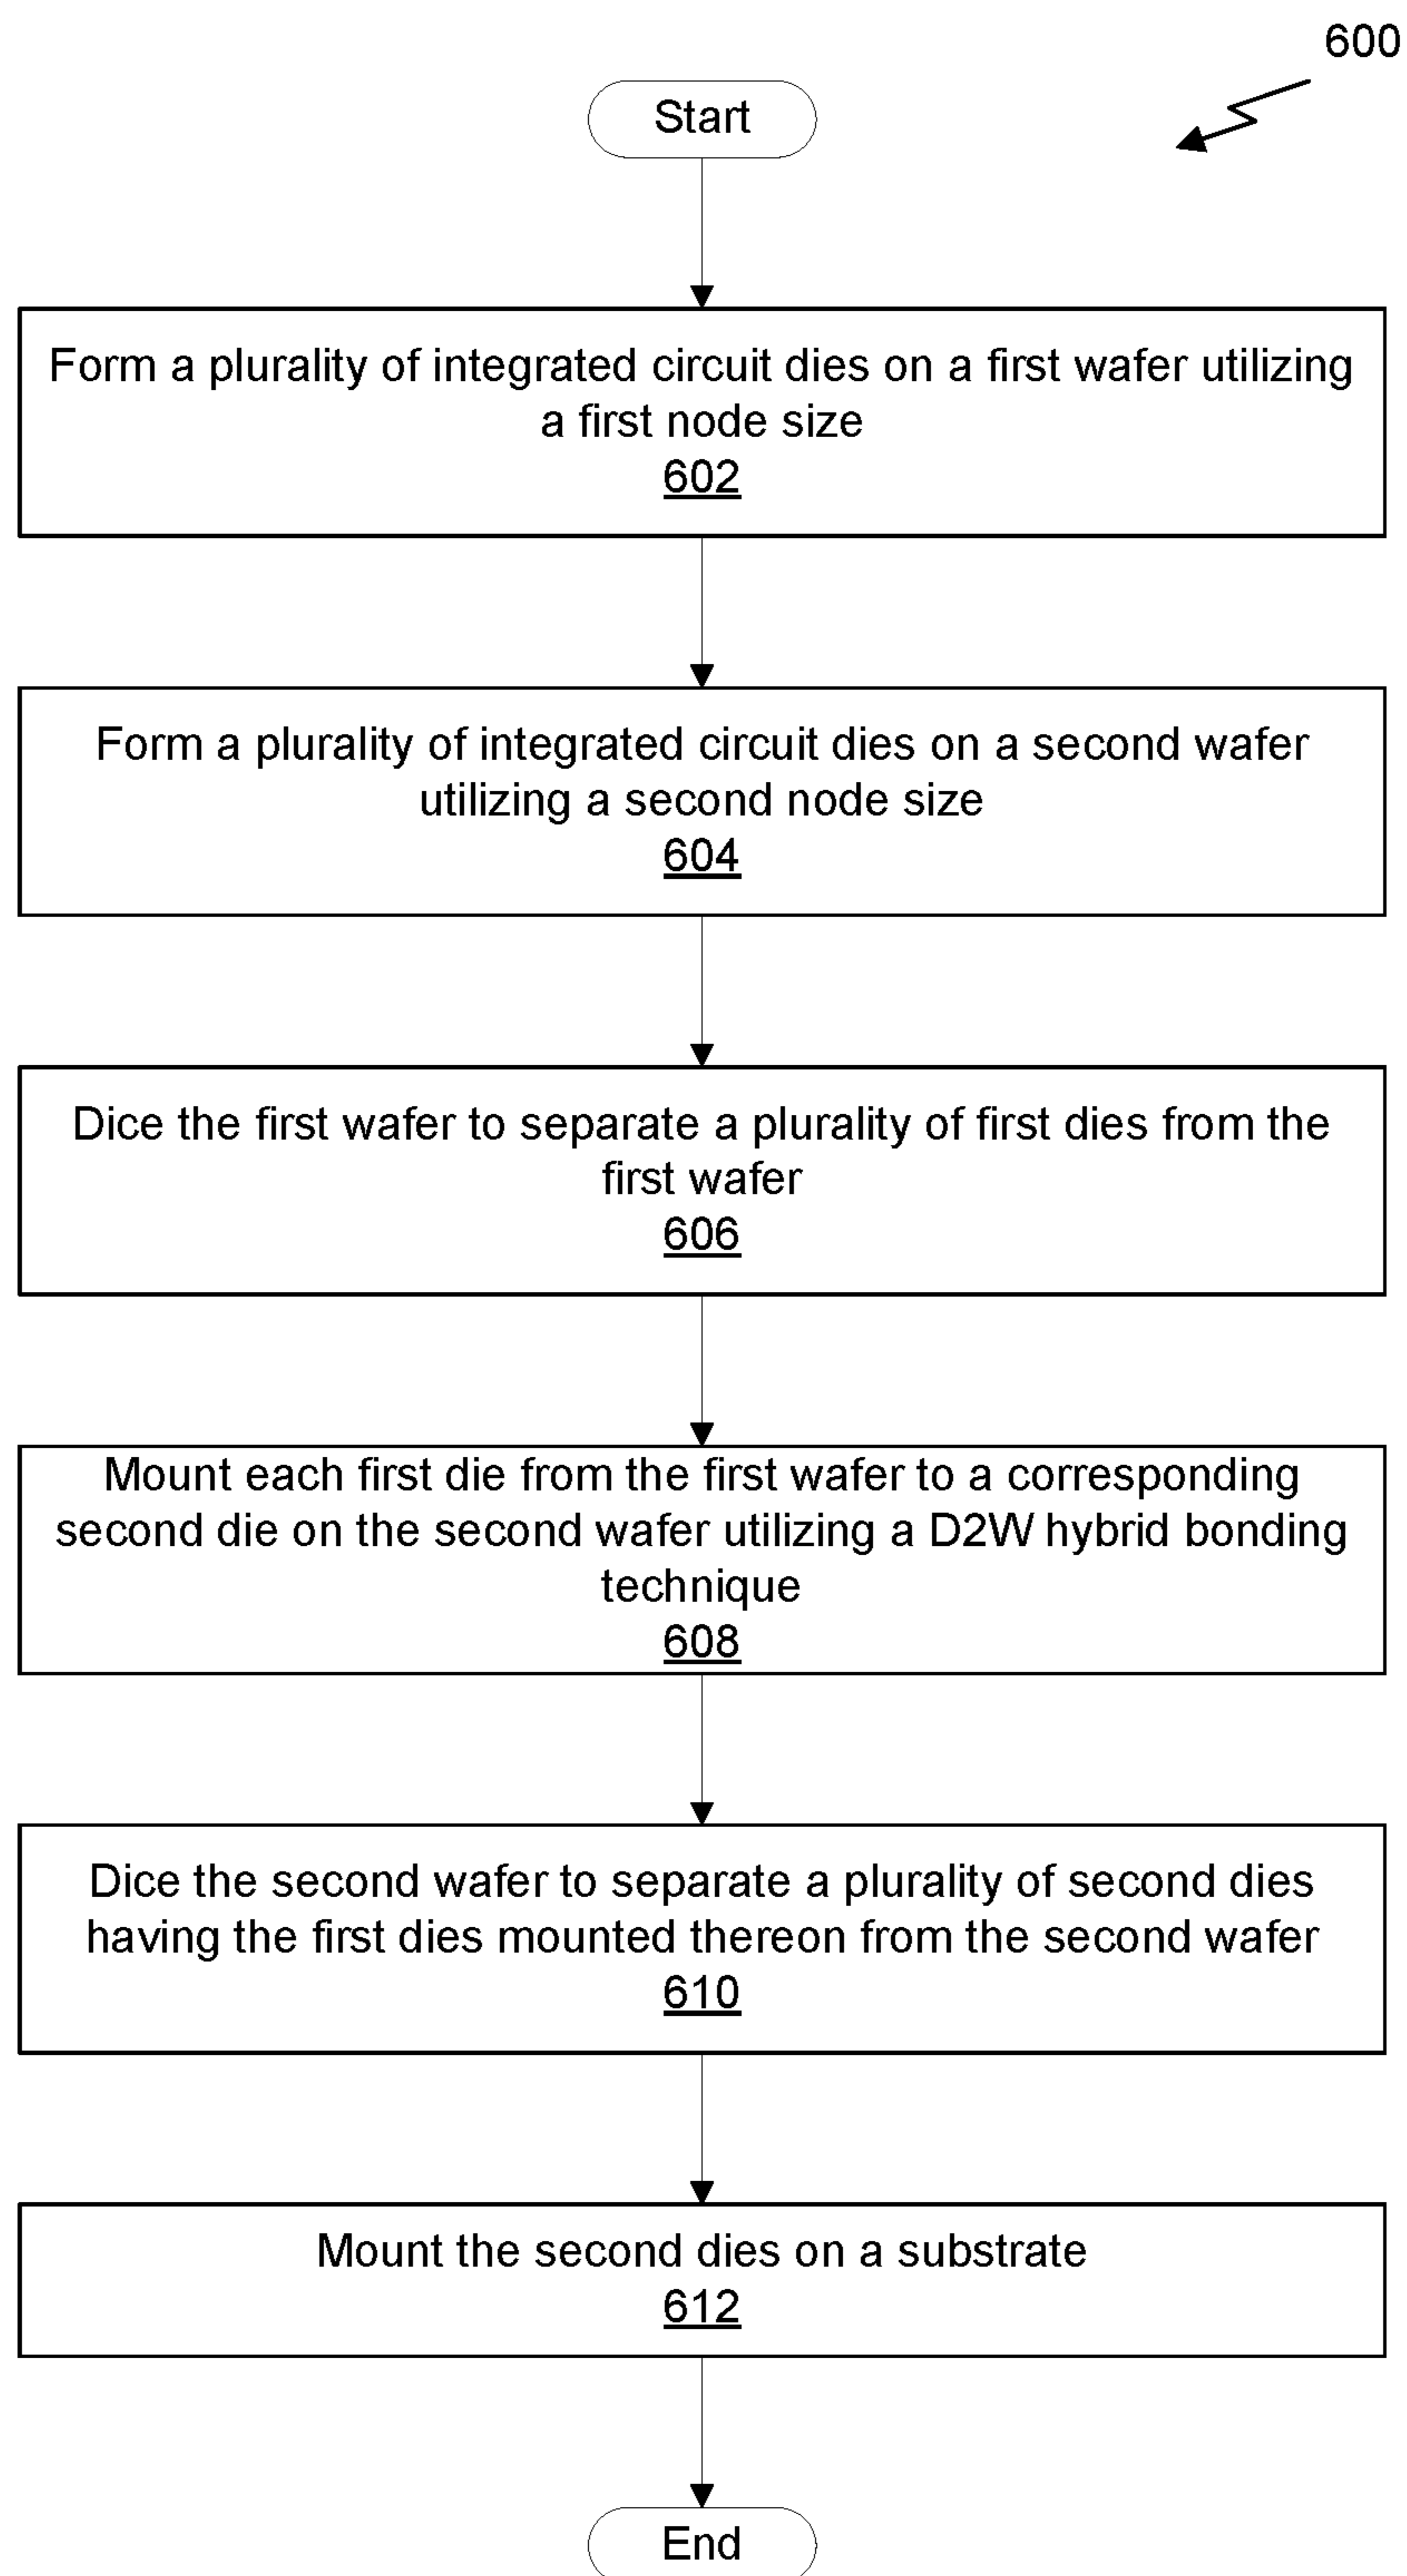 600
Start
Form a plurality of integrated circuit dies on a first wafer utilizing
a first node size
602
Form a plurality of integrated circuit dies on a second wafer
utilizing a second node size
604
Dice the first wafer to separate a plurality of first dies from the
first wafer
606
Mount each first die from the first wafer to a corresponding
second die on the second wafer utilizing a D2W hybrid bonding
technique
608
Dice the second wafer to separate a plurality of second dies
having the first dies mounted thereon from the second wafer
610
Mount the second dies on a substrate
612
End